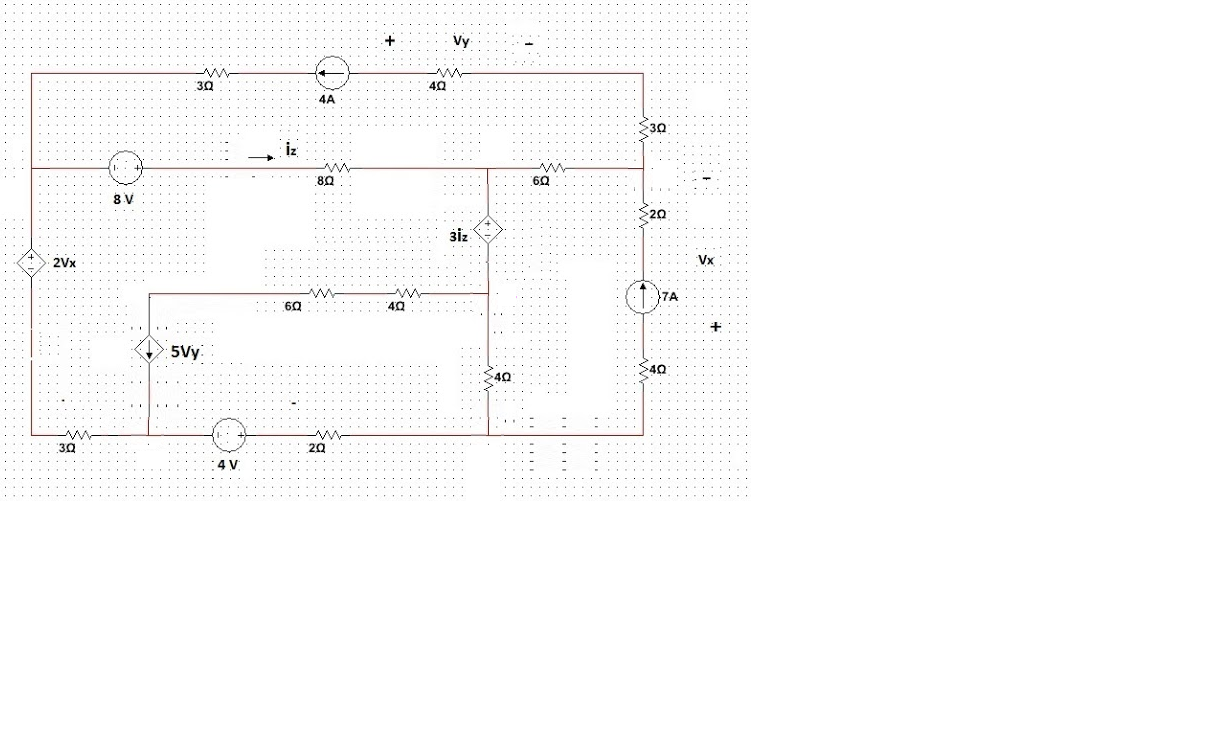 + Vy −
3Ω 4A 4Ω
3Ω
iz
8 V 8Ω 6Ω
−
2Ω
3iz
+
−
2Vx
+
−
Vx
7A
6Ω 4Ω
+
5Vy
4Ω
4Ω
3Ω 4 V 2Ω